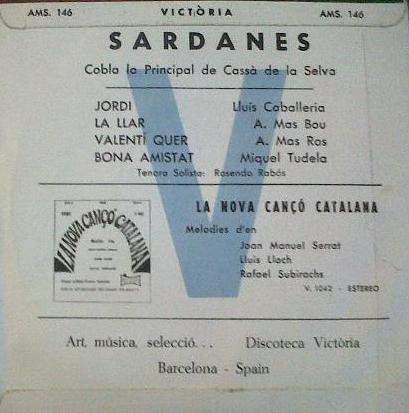 AMS. 146 VICTÒRIA AMS. 146
SARDANES
Cobla la Principal de Cassà de la Selva
JORDI Lluís Caballeria
LA LLAR A. Mas Bou
VALENTÍ QUER A. Mas Ros
BONA AMISTAT Miquel Tudela
Tenora Solista: Rosendo Rabós
V
LA NOVA CANÇÓ CATALANA
LA NOVA CANÇÓ CATALANA
Melodies d'en
Joan Manuel Serrat
Lluis Llach
Rafael Subirachs
V. 1042 - ESTEREO
Art, música, selecció... Discoteca Victòria
Barcelona - Spain